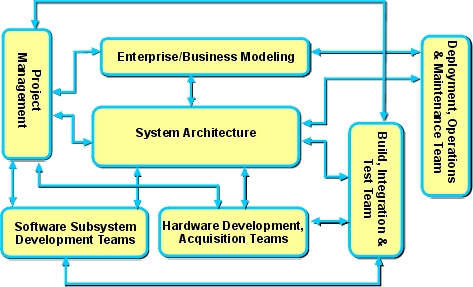 Project
Management
Enterprise/Business Modeling
Deployment, Operations
& Maintenance Team
System Architecture
Build, Integration &
Test Team
Software Subsystem
Development Teams
Hardware Development,
Acquisition Teams